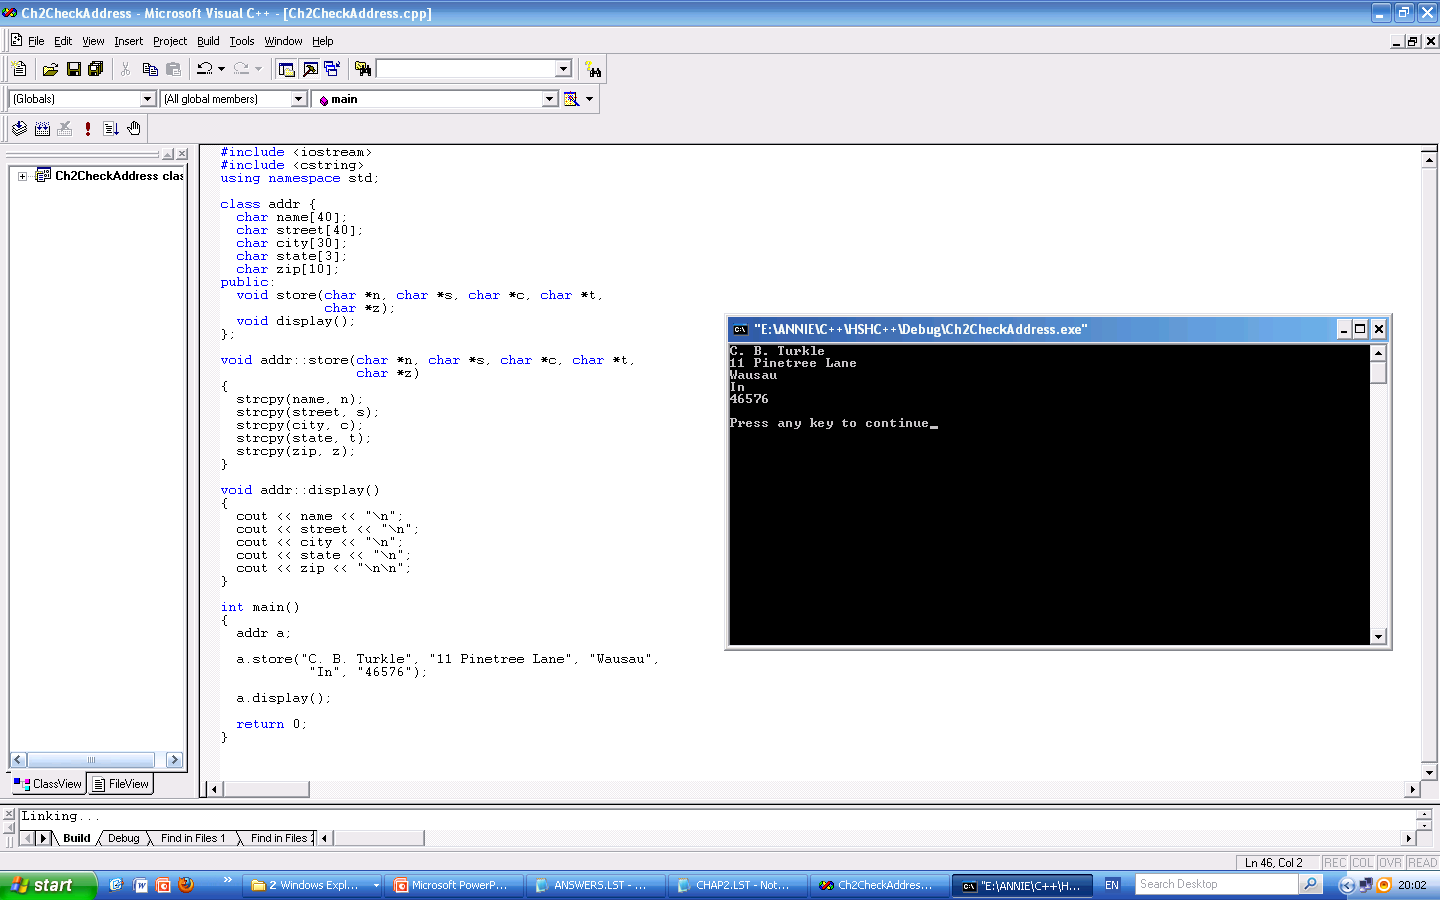 Ch2CheckAddress - Microsoft Visual C++ - [Ch2CheckAddress.cpp]
File Edit View Insert Project Build Tools Window Help
(Globals) (All global members) main
Ch2CheckAddress clas
#include <iostream>
#include <cstring>
using namespace std;
class addr {
char name[40];
char street[40];
char city[30];
char state[3];
char zip[10];
public:
void store(char *n, char *s, char *c, char *t,
char *z);
void display();
};
void addr::store(char *n, char *s, char *c, char *t,
char *z)
{
strcpy(name, n);
strcpy(street, s);
strcpy(city, c);
strcpy(state, t);
strcpy(zip, z);
}
void addr::display()
{
cout << name << "\n";
cout << street << "\n";
cout << city << "\n";
cout << state << "\n";
cout << zip << "\n\n";
}
int main()
{
addr a;
a.store("C. B. Turkle", "11 Pinetree Lane", "Wausau",
"In", "46576");
a.display();
return 0;
}
"E:\ANNIE\C++\HSHC++\Debug\Ch2CheckAddress.exe"
C. B. Turkle
11 Pinetree Lane
Wausau
In
46576
Press any key to continue_
ClassView FileView
Linking...
Build Debug Find in Files 1 Find in Files 2
Ln 46, Col 2 REC COL OVR READ
start 2 Windows Expl... Microsoft PowerP... ANSWERS.LST - ... CHAP2.LST - Not... Ch2CheckAddres... "E:\ANNIE\C++\H... EN Search Desktop 20:02